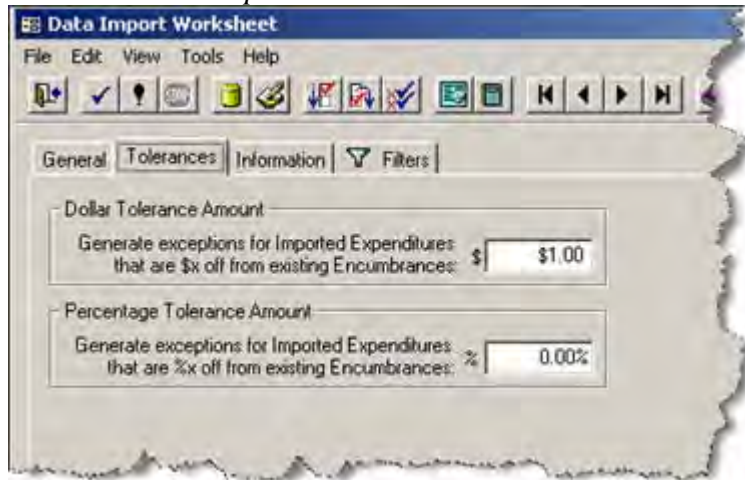 Data Import Worksheet
File Edit View Tools Help
General Tolerances Information Filters
Dollar Tolerance Amount
Generate exceptions for Imported Expenditures
that are $x off from existing Encumbrances: $ $1.00
Percentage Tolerance Amount
Generate exceptions for Imported Expenditures
that are %x off from existing Encumbrances: % 0.00%